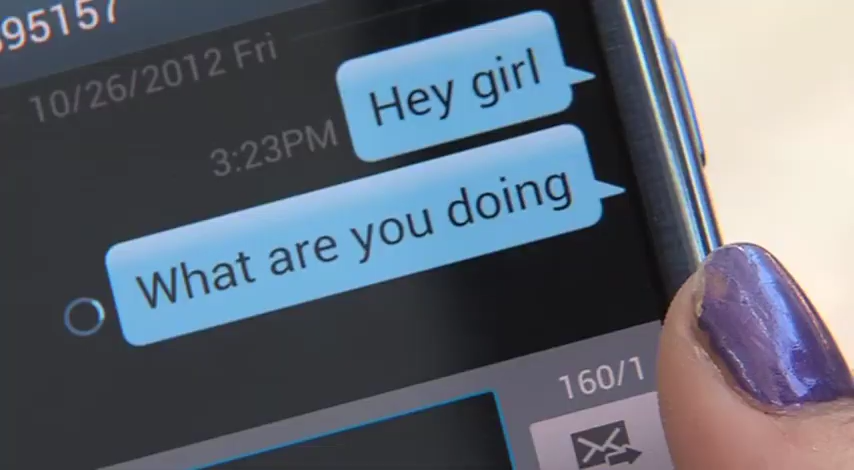 95157
10/26/2012 Fri
Hey girl
3:23PM
What are you doing
160/1